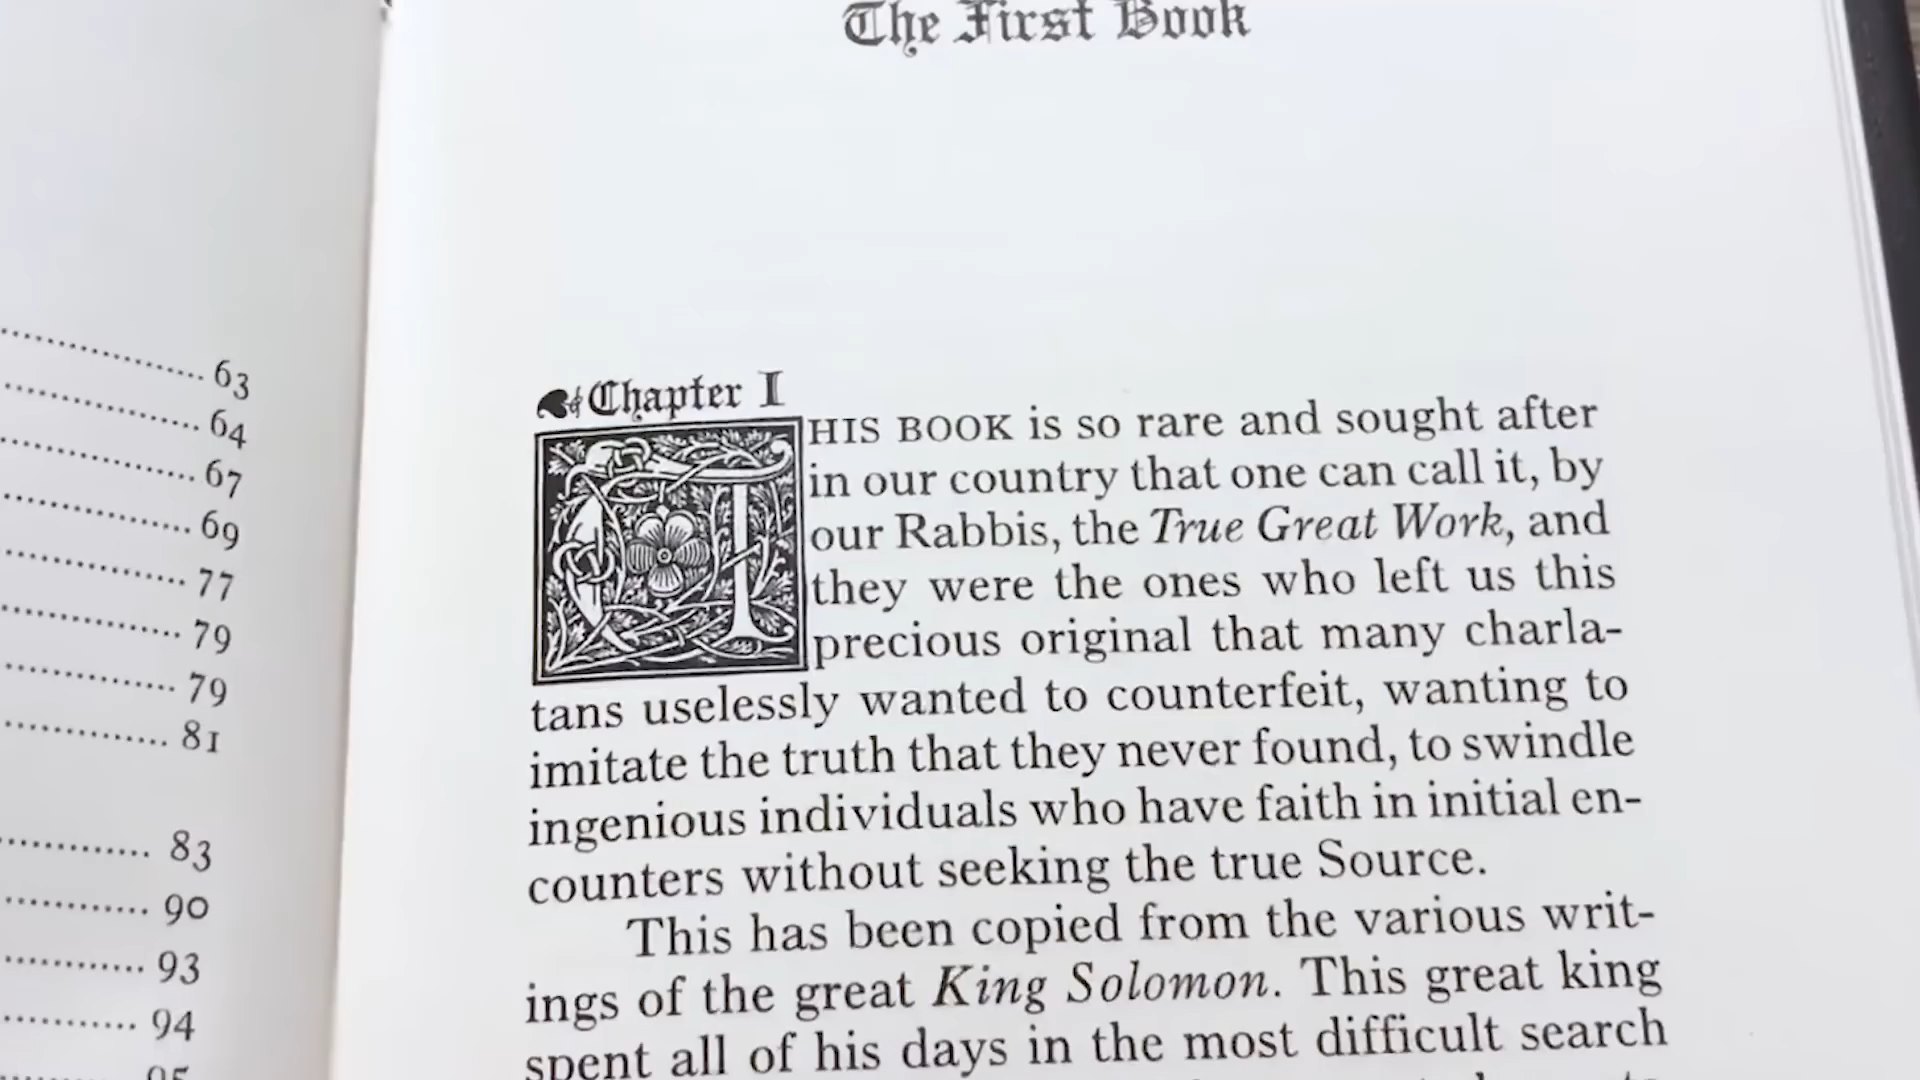 63
64
67
69
77
79
79
81
83
90
93
94
The First Book
Chapter I
THIS BOOK is so rare and sought after
in our country that one can call it, by
our Rabbis, the True Great Work, and
they were the ones who left us this
precious original that many charla-
tans uselessly wanted to counterfeit, wanting to
imitate the truth that they never found, to swindle
ingenious individuals who have faith in initial en-
counters without seeking the true Source.
This has been copied from the various writ-
ings of the great King Solomon. This great king
spent all of his days in the most difficult search